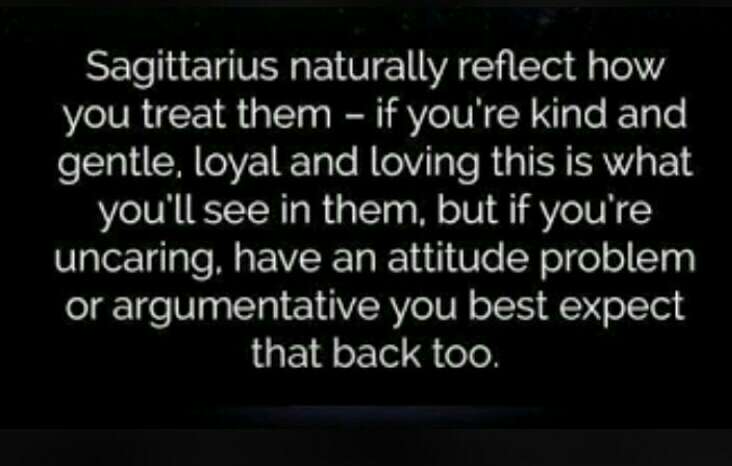 Sagittarius naturally reflect how
you treat them – if you're kind and
gentle, loyal and loving this is what
you'll see in them, but if you're
uncaring, have an attitude problem
or argumentative you best expect
that back too.